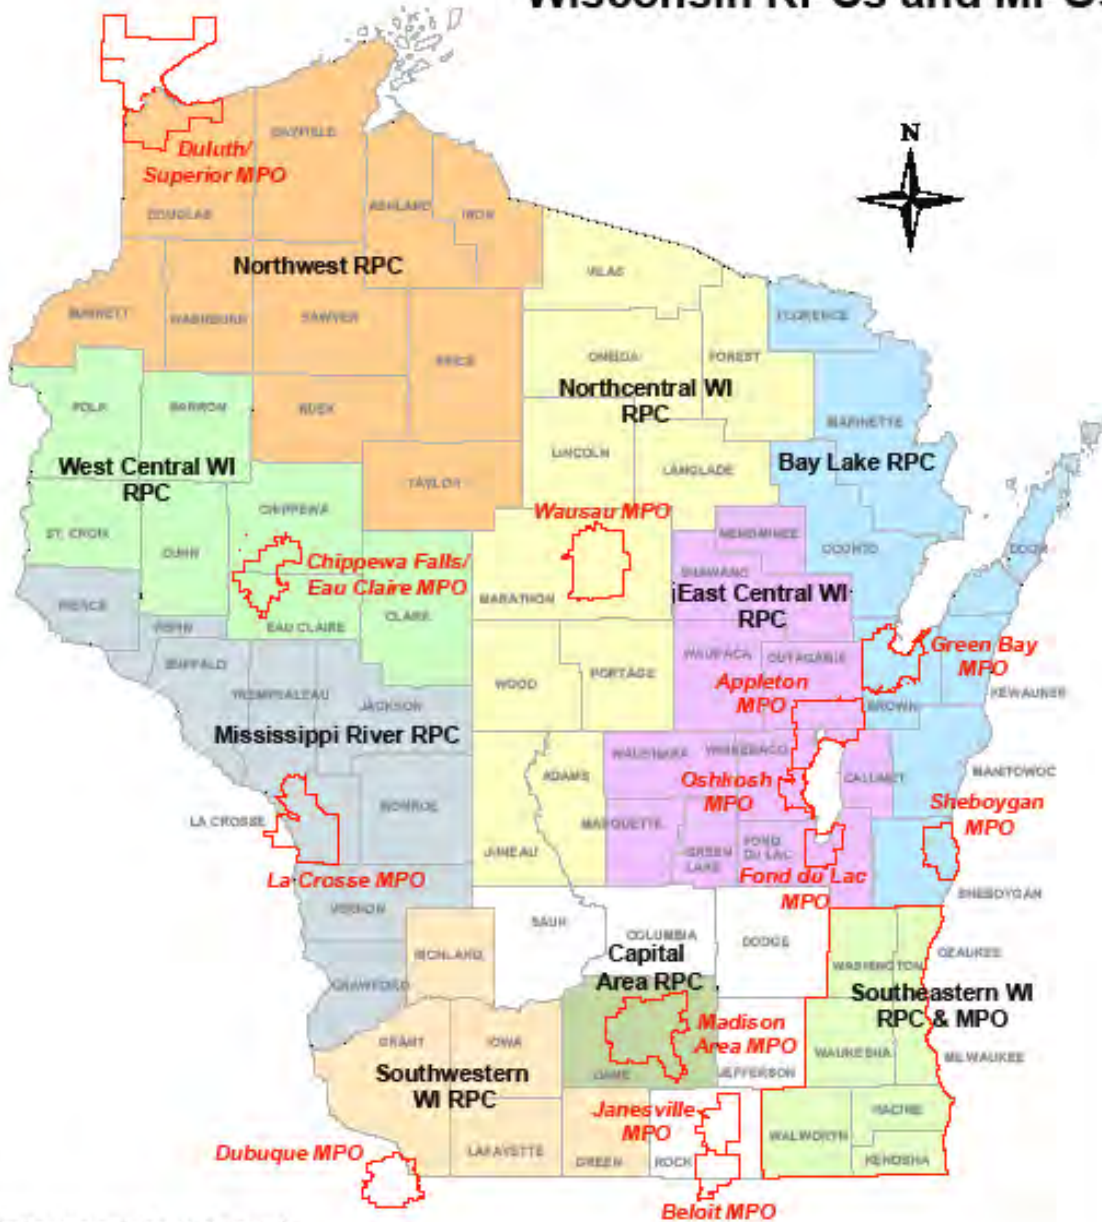 Wisconsin RPCs and MPOs
N
Duluth/
Superior MPO
BAYFIELD
DOUGLAS
ASHLAND
IRON
Northwest RPC
VILAS
BURNETT
WASHBURN
SAWYER
FLORENCE
PRICE
ONEIDA
FOREST
Northcentral WI
RPC
POLK
BARRON
RUSK
MARINETTE
LINCOLN
LANGLADE
Bay Lake RPC
West Central WI
RPC
TAYLOR
CHIPPEWA
Wausau MPO
MENOMINEE
ST. CROIX
DUNN
OCONTO
DOOR
Chippewa Falls/
Eau Claire MPO
SHAWANO
MARATHON
East Central WI
RPC
PIERCE
PEPIN
EAU CLAIRE
CLARK
Green Bay
MPO
BUFFALO
WAUPACA
OUTAGAMIE
WOOD
PORTAGE
Appleton
MPO
TREMPEALEAU
JACKSON
KEWAUNEE
BROWN
Mississippi River RPC
WAUSHARA
WINNEBAGO
ADAMS
Oshkosh
MPO
CALUMET
MANITOWOC
MONROE
Sheboygan
MPO
LA CROSSE
MARQUETTE
JUNEAU
GREEN
LAKE
FOND
DU LAC
La Crosse MPO
Fond du Lac
MPO
SHEBOYGAN
VERNON
SAUK
COLUMBIA
DODGE
RICHLAND
Capital
Area RPC
WASHINGTON
OZAUKEE
CRAWFORD
Southeastern WI
RPC & MPO
Madison
Area MPO
GRANT
IOWA
WAUKESHA
MILWAUKEE
Southwestern
WI RPC
DANE
JEFFERSON
Janesville
MPO
RACINE
WALWORTH
Dubuque MPO
LAFAYETTE
GREEN
ROCK
KENOSHA
Beloit MPO